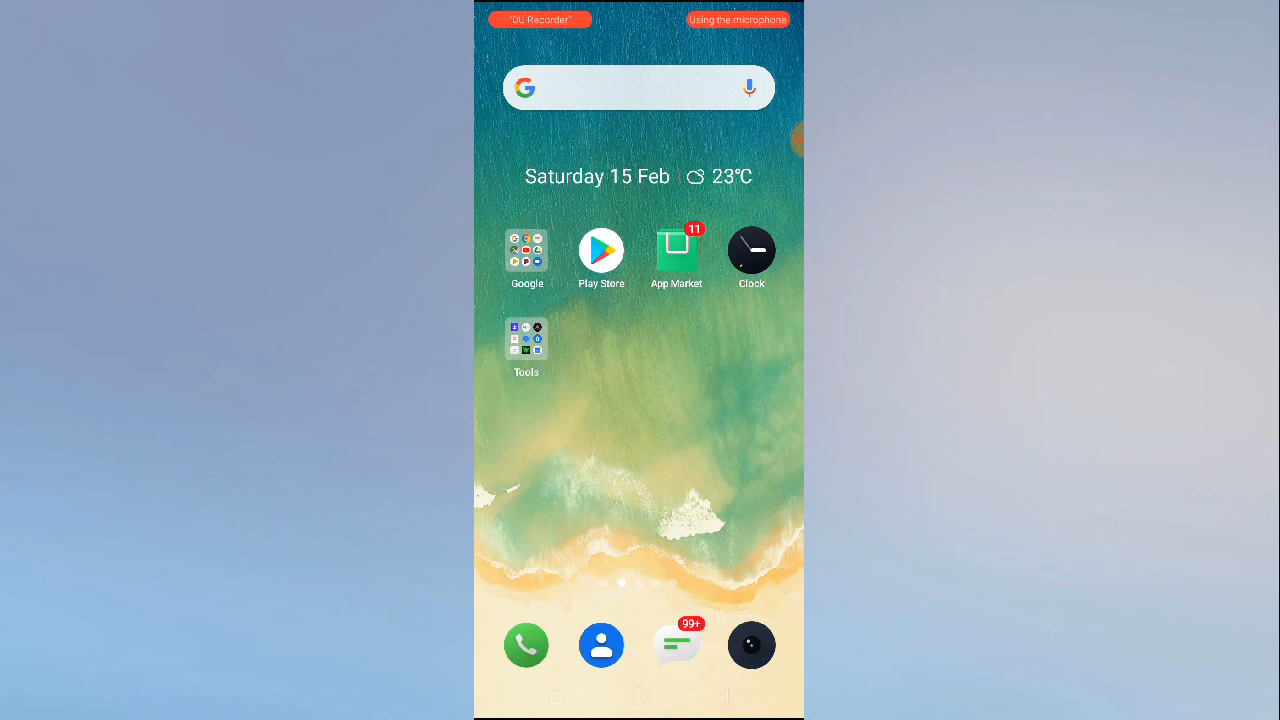 "DU Recorder"
Using the microphone
Saturday 15 Feb 23°C
11
Google
Play Store
App Market
Clock
Tools
99+